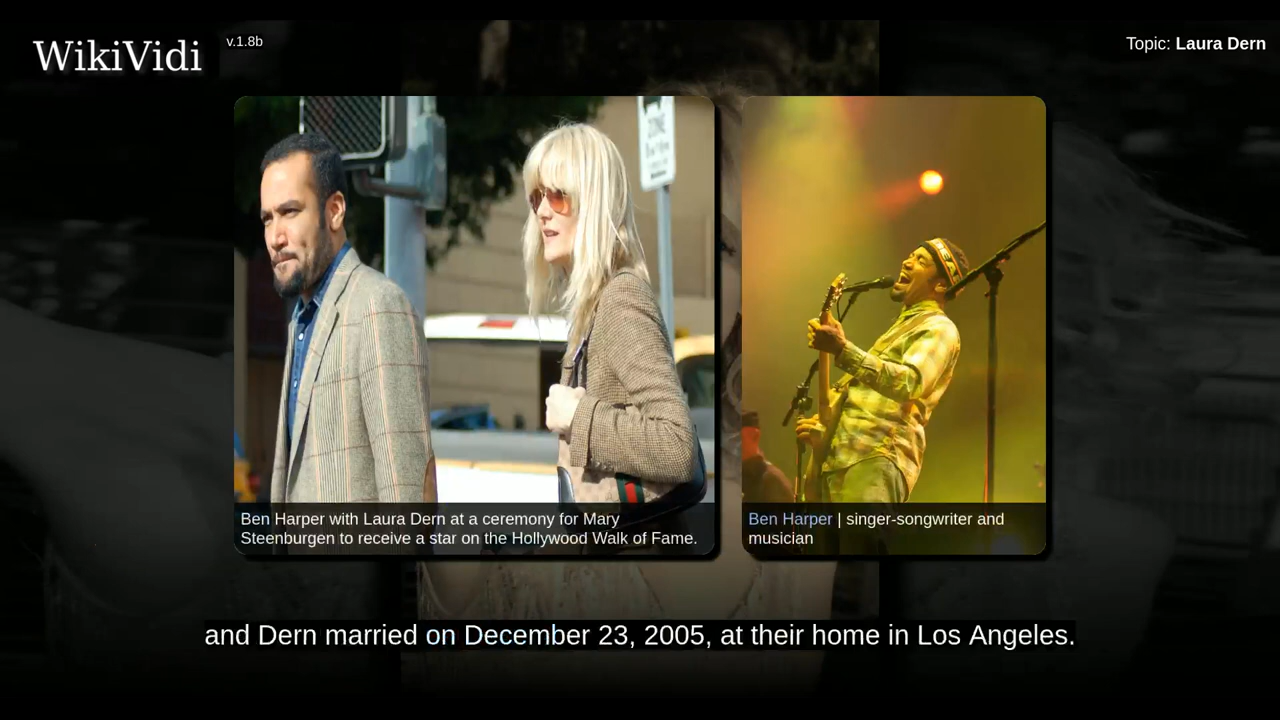 WikiVidi v.1.8b
Topic: Laura Dern
Ben Harper with Laura Dern at a ceremony for Mary
Steenburgen to receive a star on the Hollywood Walk of Fame.
Ben Harper | singer-songwriter and
musician
and Dern married on December 23, 2005, at their home in Los Angeles.